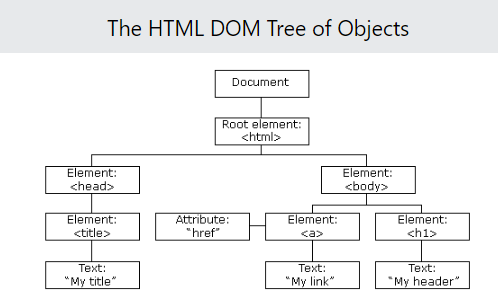 The HTML DOM Tree of Objects
Document
Root element:
<html>
Element:
<head>
Element:
<body>
Element:
<title>
Attribute:
“href”
Element:
<a>
Element:
<h1>
Text:
“My title”
Text:
“My link”
Text:
“My header”